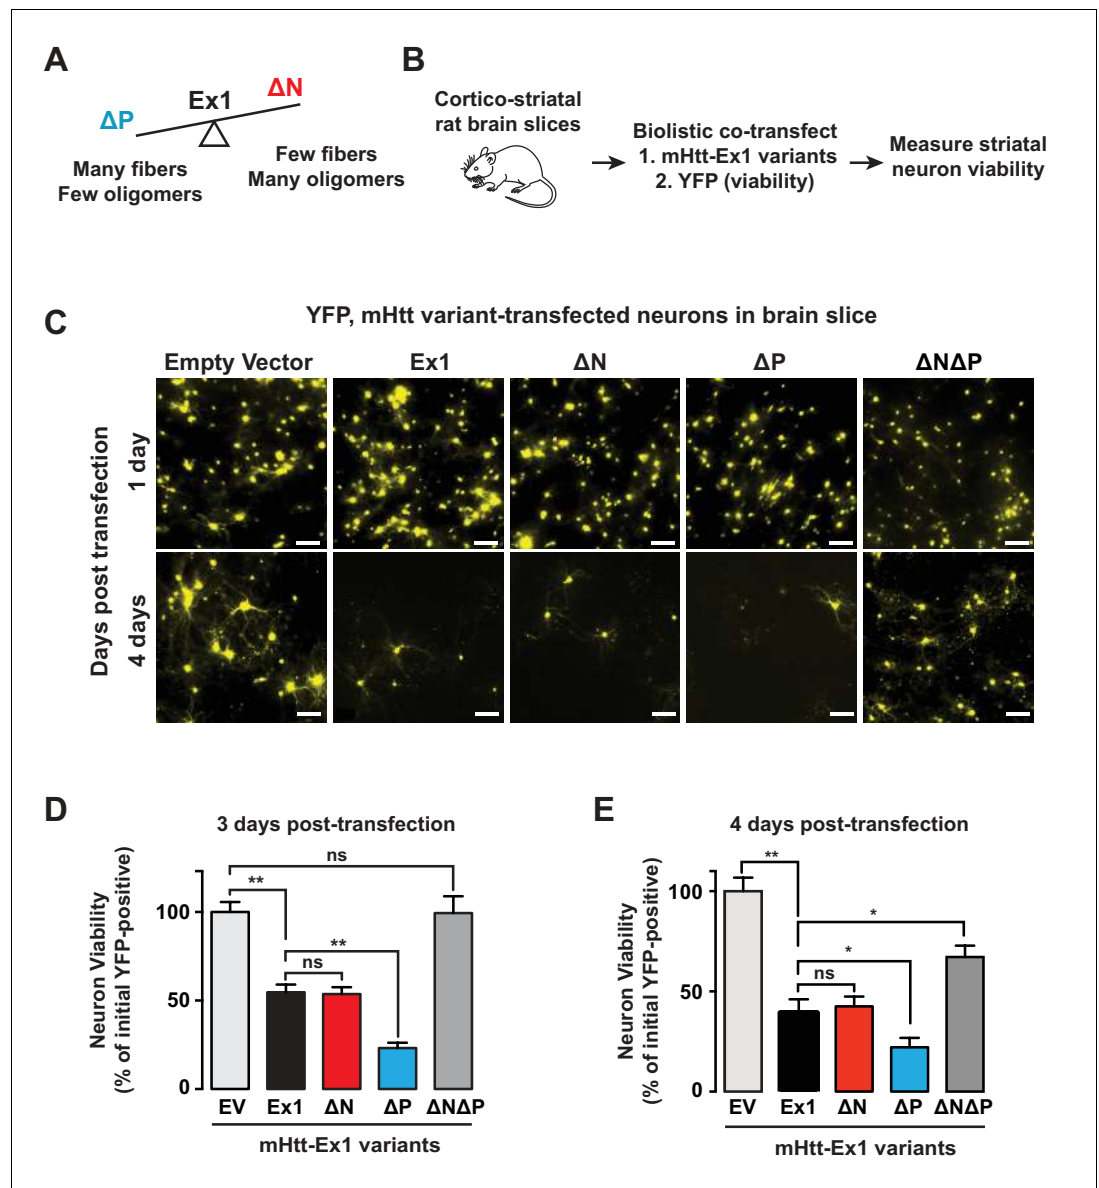 A
ΔP
Ex1
ΔN
Many fibers
Few oligomers
Few fibers
Many oligomers
B
Cortico-striatal
rat brain slices
Biolistic co-transfect
1. mHtt-Ex1 variants
2. YFP (viability)
Measure striatal
neuron viability
C
YFP, mHtt variant-transfected neurons in brain slice
Empty Vector
Ex1
ΔN
ΔP
ΔNΔP
Days post transfection
1 day
4 days
D
3 days post-transfection
Neuron Viability
(% of initial YFP-positive)
100
50
0
ns
**
**
ns
EV
Ex1
ΔN
ΔP
ΔNΔP
mHtt-Ex1 variants
E
4 days post-transfection
Neuron Viability
(% of initial YFP-positive)
100
50
0
**
*
*
ns
EV
Ex1
ΔN
ΔP
ΔNΔP
mHtt-Ex1 variants